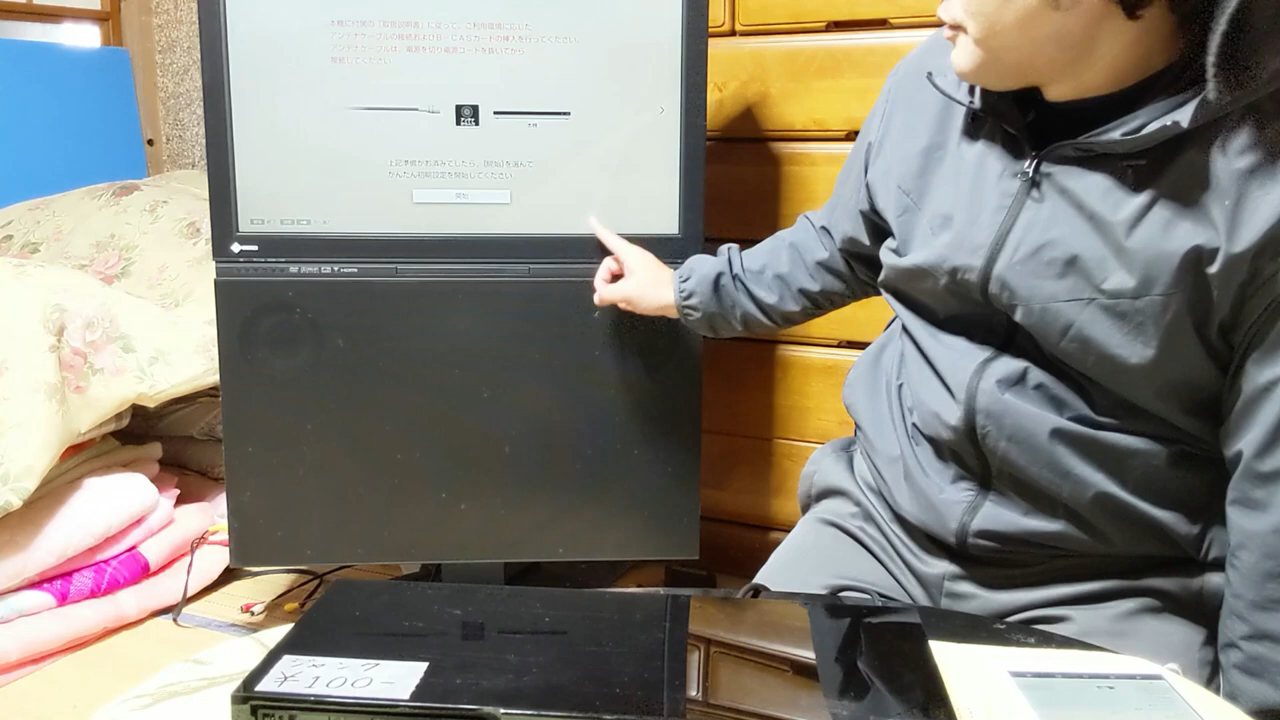 本機に付属の「取扱説明書」に従って、ご利用環境に応じた
アンテナケーブルの接続およびB-CASカードの挿入を行ってください
アンテナケーブルは、電源を切り電源コードを抜いてから
接続してください
上記準備がお済みでしたら、[開始]を選んで
かんたん初期設定を開始してください
開始
HDMI
ジャンク
¥100-